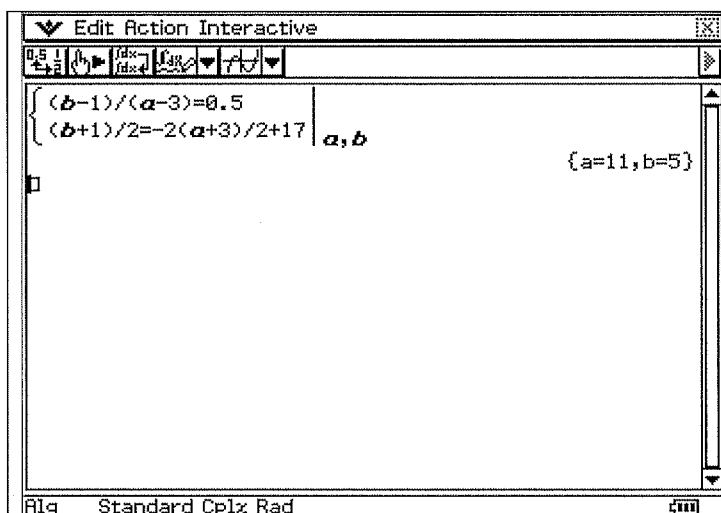 Edit Action Interactive
(b-1)/(a-3)=0.5
(b+1)/2=-2(a+3)/2+17
a,b
{a=11,b=5}
Alg Standard Cplx Rad